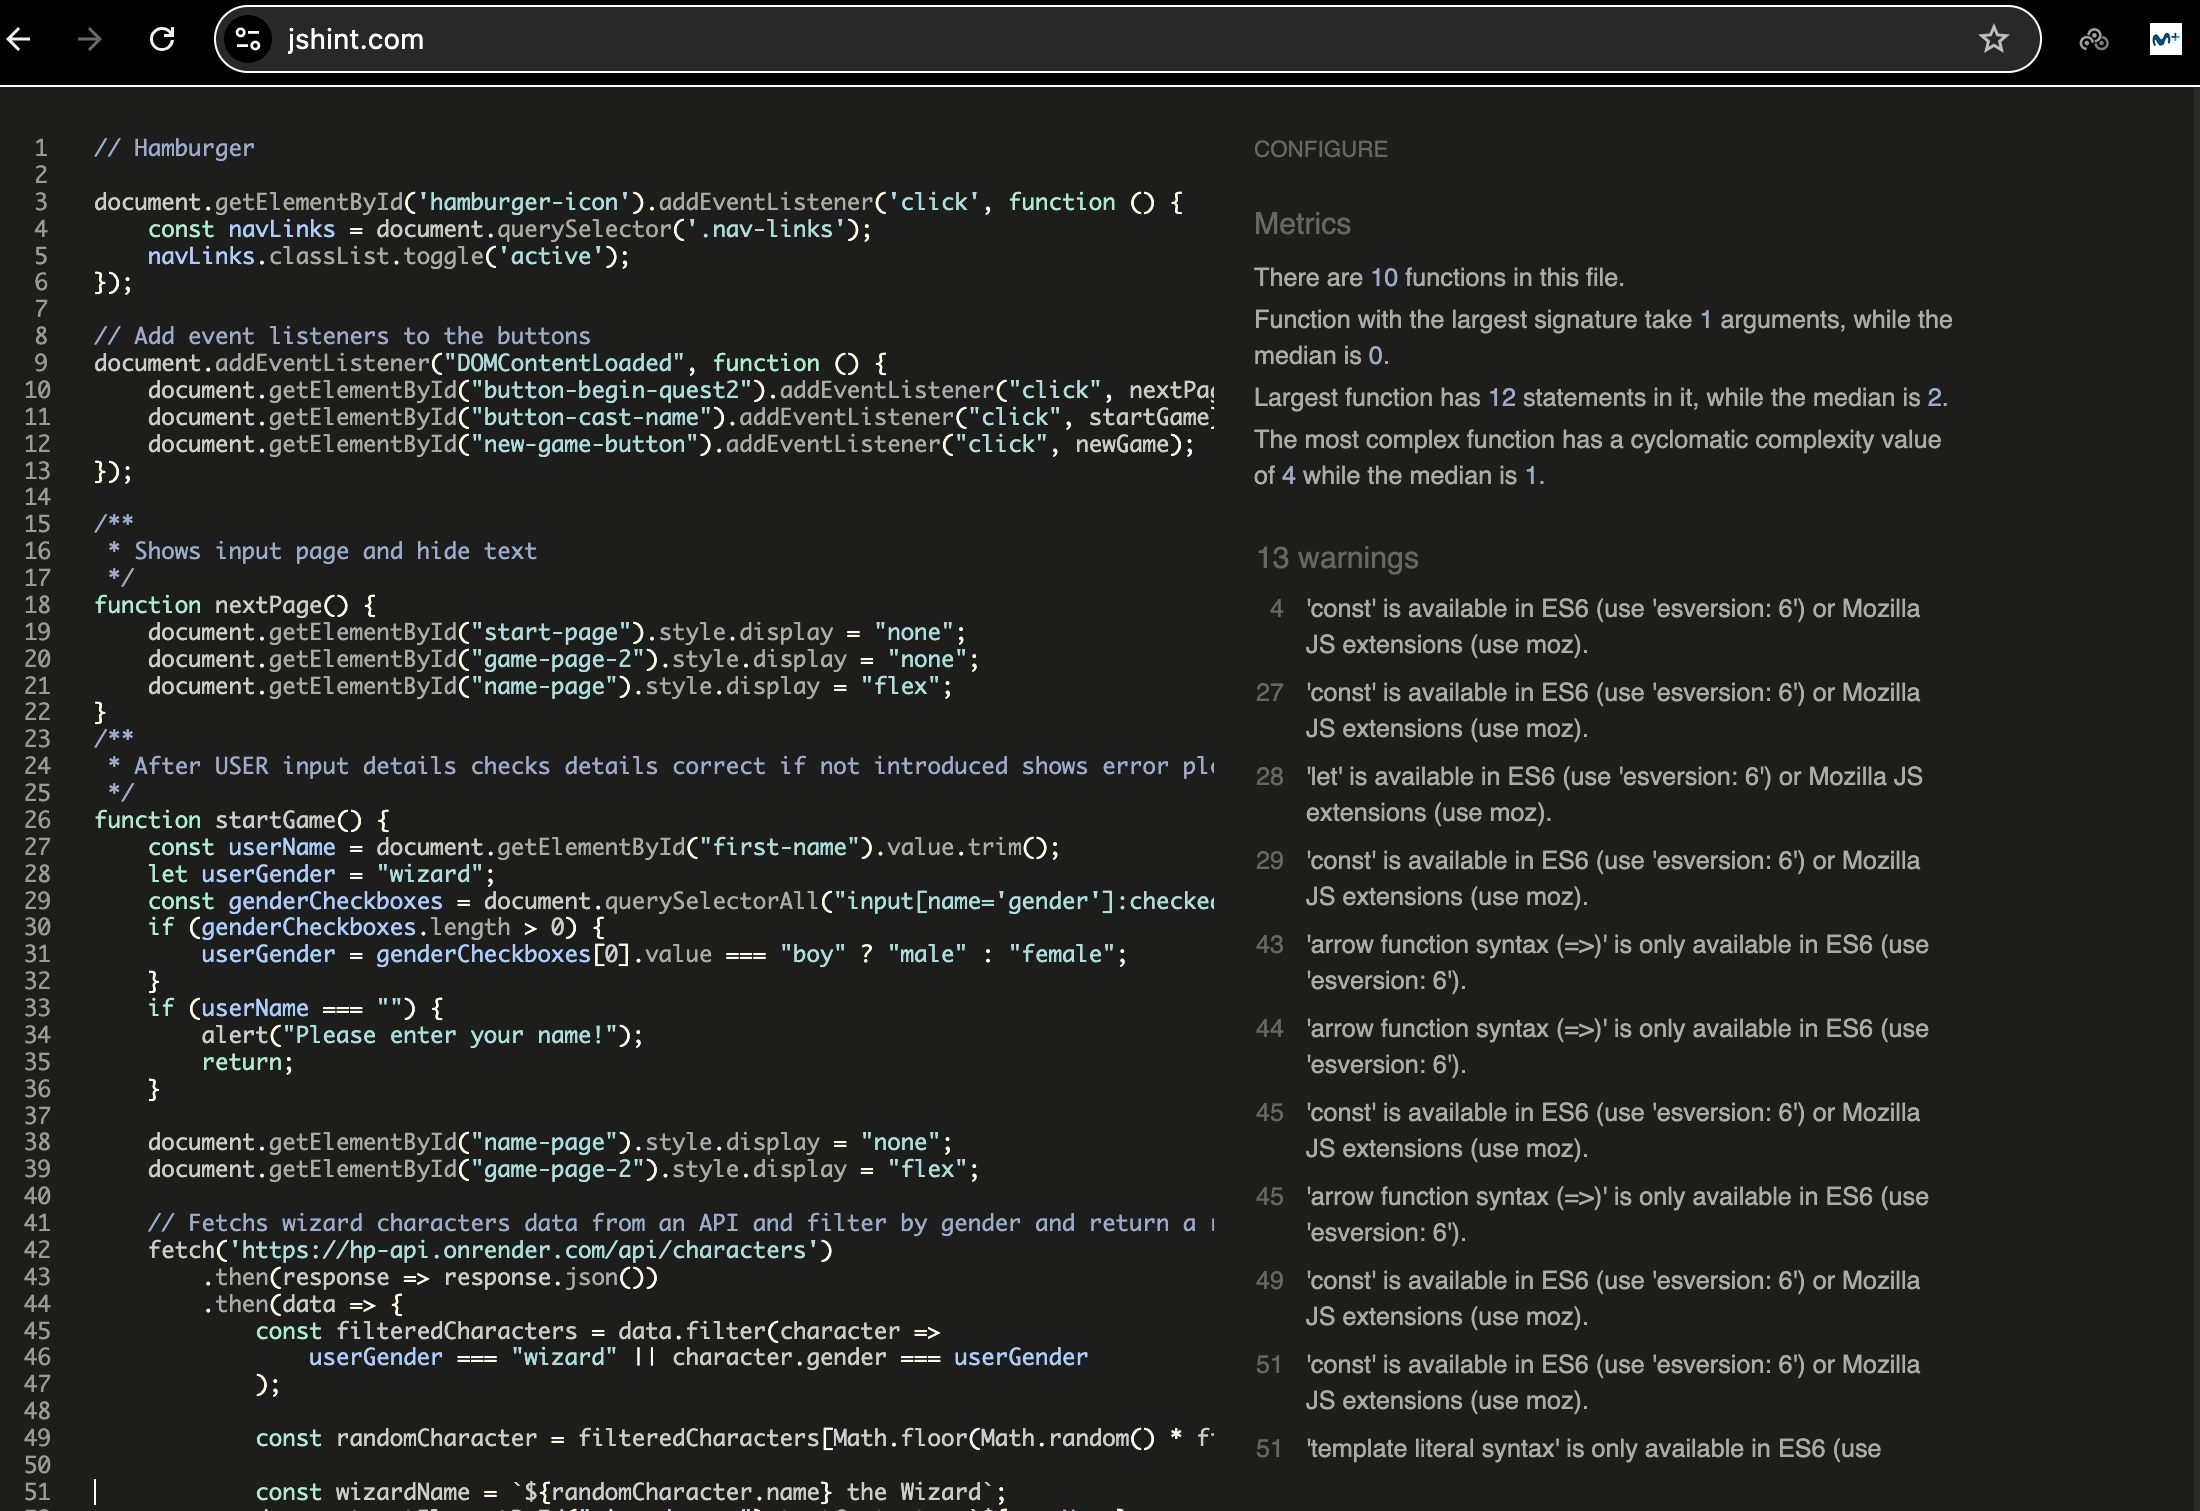 jshint.com
1 // Hamburger
2
3 document.getElementById('hamburger-icon').addEventListener('click', function () {
4 const navLinks = document.querySelector('.nav-links');
5 navLinks.classList.toggle('active');
6 });
7
8 // Add event listeners to the buttons
9 document.addEventListener("DOMContentLoaded", function () {
10 document.getElementById("button-begin-quest2").addEventListener("click", nextPag
11 document.getElementById("button-cast-name").addEventListener("click", startGame)
12 document.getElementById("new-game-button").addEventListener("click", newGame);
13 });
14
15 /**
16 * Shows input page and hide text
17 */
18 function nextPage() {
19 document.getElementById("start-page").style.display = "none";
20 document.getElementById("game-page-2").style.display = "none";
21 document.getElementById("name-page").style.display = "flex";
22 }
23 /**
24 * After USER input details checks details correct if not introduced shows error ple
25 */
26 function startGame() {
27 const userName = document.getElementById("first-name").value.trim();
28 let userGender = "wizard";
29 const genderCheckboxes = document.querySelectorAll("input[name='gender']:checked
30 if (genderCheckboxes.length > 0) {
31 userGender = genderCheckboxes[0].value === "boy" ? "male" : "female";
32 }
33 if (userName === "") {
34 alert("Please enter your name!");
35 return;
36 }
37
38 document.getElementById("name-page").style.display = "none";
39 document.getElementById("game-page-2").style.display = "flex";
40
41 // Fetchs wizard characters data from an API and filter by gender and return a
42 fetch('https://hp-api.onrender.com/api/characters')
43 .then(response => response.json())
44 .then(data => {
45 const filteredCharacters = data.filter(character =>
46 userGender === "wizard" || character.gender === userGender
47 );
48
49 const randomCharacter = filteredCharacters[Math.floor(Math.random() * f
50
51 const wizardName = `${randomCharacter.name} the Wizard`;
CONFIGURE
Metrics
There are 10 functions in this file.
Function with the largest signature take 1 arguments, while the
median is 0.
Largest function has 12 statements in it, while the median is 2.
The most complex function has a cyclomatic complexity value
of 4 while the median is 1.
13 warnings
4 'const' is available in ES6 (use 'esversion: 6') or Mozilla
JS extensions (use moz).
27 'const' is available in ES6 (use 'esversion: 6') or Mozilla
JS extensions (use moz).
28 'let' is available in ES6 (use 'esversion: 6') or Mozilla JS
extensions (use moz).
29 'const' is available in ES6 (use 'esversion: 6') or Mozilla
JS extensions (use moz).
43 'arrow function syntax (=>)' is only available in ES6 (use
'esversion: 6').
44 'arrow function syntax (=>)' is only available in ES6 (use
'esversion: 6').
45 'const' is available in ES6 (use 'esversion: 6') or Mozilla
JS extensions (use moz).
45 'arrow function syntax (=>)' is only available in ES6 (use
'esversion: 6').
49 'const' is available in ES6 (use 'esversion: 6') or Mozilla
JS extensions (use moz).
51 'const' is available in ES6 (use 'esversion: 6') or Mozilla
JS extensions (use moz).
51 'template literal syntax' is only available in ES6 (use